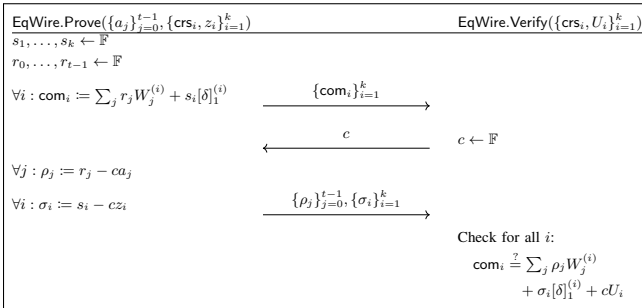 EqWire.Prove({a_j}_{j=0}^{t−1}, {crs_i, z_i}_{i=1}^{k})
EqWire.Verify({crs_i, U_i}_{i=1}^{k})
s_1, . . . , s_k ← 𝔽
r_0, . . . , r_{t−1} ← 𝔽
∀i : com_i ≔ ∑_j r_j W_j^{(i)} + s_i[δ]_1^{(i)}
{com_i}_{i=1}^{k}
c
c ← 𝔽
∀j : ρ_j ≔ r_j − ca_j
∀i : σ_i ≔ s_i − cz_i
{ρ_j}_{j=0}^{t−1}, {σ_i}_{i=1}^{k}
Check for all i:
com_i ≟ ∑_j ρ_j W_j^{(i)}
+ σ_i[δ]_1^{(i)} + cU_i